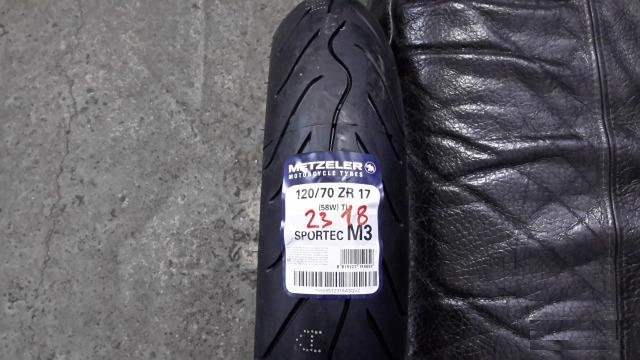 METZELER
MOTORCYCLE TYRES
120/70 ZR 17
(58W) TL
23 18
SPORTEC M3